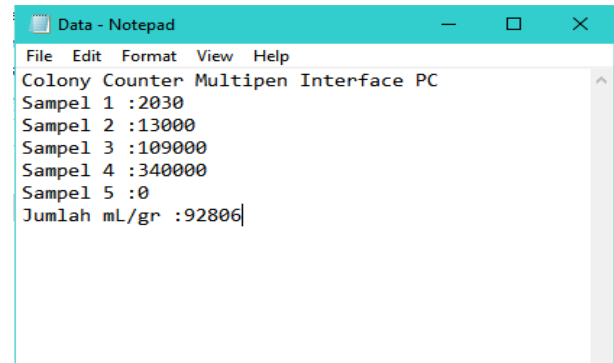 Data - Notepad
File Edit Format View Help
Colony Counter Multipen Interface PC
Sampel 1 :2030
Sampel 2 :13000
Sampel 3 :109000
Sampel 4 :340000
Sampel 5 :0
Jumlah mL/gr :92806